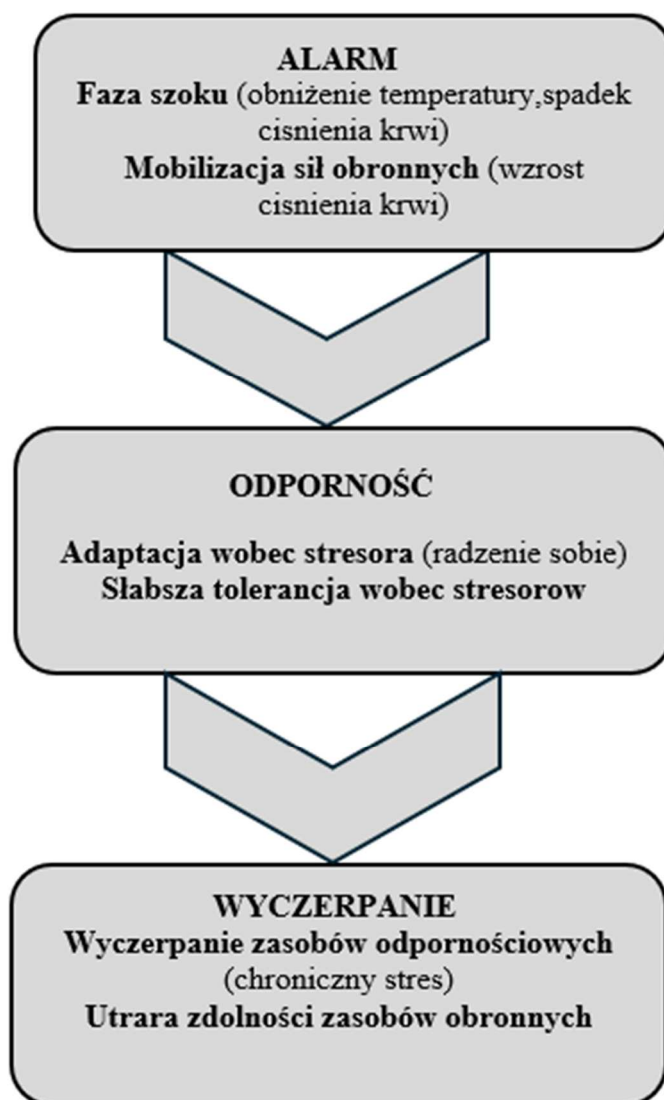 ALARM
Faza szoku (obniżenie temperatury,spadek
cisnienia krwi)
Mobilizacja sił obronnych (wzrost
cisnienia krwi)
ODPORNOŚĆ
Adaptacja wobec stresora (radzenie sobie)
Słabsza tolerancja wobec stresorow
WYCZERPANIE
Wyczerpanie zasobów odpornościowych
(chroniczny stres)
Utrara zdolności zasobów obronnych